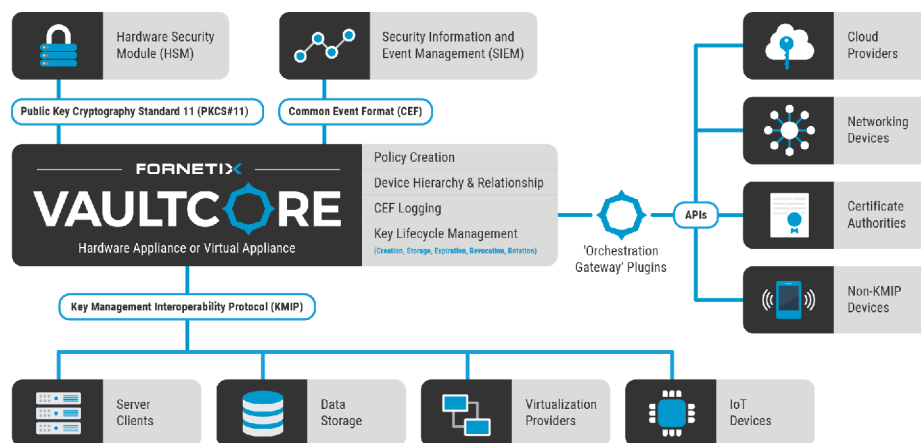 Hardware Security
Module (HSM)
Security Information and
Event Management (SIEM)
Cloud
Providers
Public Key Cryptography Standard 11 (PKCS#11)
Common Event Format (CEF)
Networking
Devices
FORNETIX
VAULTCORE
Hardware Appliance or Virtual Appliance
Policy Creation
Device Hierarchy & Relationship
CEF Logging
Key Lifecycle Management
(Creation, Storage, Expiration, Revocation, Rotation)
'Orchestration
Gateway' Plugins
APIs
Certificate
Authorities
Non-KMIP
Devices
Key Management Interoperability Protocol (KMIP)
Server
Clients
Data
Storage
Virtualization
Providers
IoT
Devices